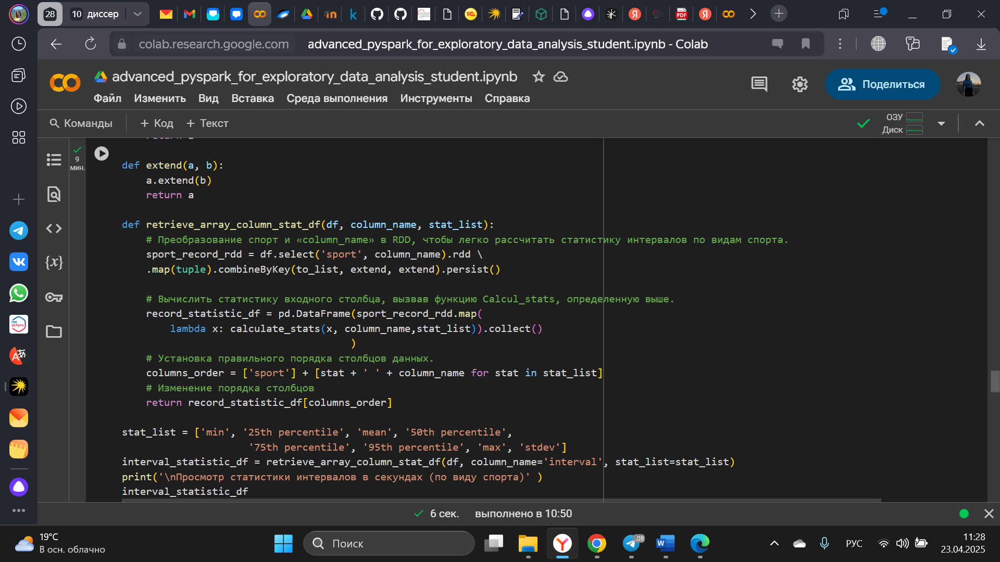 28
10 диссер
colab.research.google.com
advanced_pyspark_for_exploratory_data_analysis_student.ipynb - Colab
advanced_pyspark_for_exploratory_data_analysis_student.ipynb
Поделиться
Файл Изменить Вид Вставка Среда выполнения Инструменты Справка
Команды
+ Код
+ Текст
ОЗУ
Диск
9
мин.
def extend(a, b):
    a.extend(b)
    return a
def retrieve_array_column_stat_df(df, column_name, stat_list):
    # Преобразование спорт и «column_name» в RDD, чтобы легко рассчитать статистику интервалов по видам спорта.
    sport_record_rdd = df.select('sport', column_name).rdd \
    .map(tuple).combineByKey(to_list, extend, extend).persist()
    # Вычислить статистику входного столбца, вызвав функцию Calcul_stats, определенную выше.
    record_statistic_df = pd.DataFrame(sport_record_rdd.map(
        lambda x: calculate_stats(x, column_name,stat_list)).collect()
                                      )
    # Установка правильного порядка столбцов данных.
    columns_order = ['sport'] + [stat + ' ' + column_name for stat in stat_list]
    # Изменение порядка столбцов
    return record_statistic_df[columns_order]
stat_list = ['min', '25th percentile', 'mean', '50th percentile',
                     '75th percentile', '95th percentile', 'max', 'stdev']
interval_statistic_df = retrieve_array_column_stat_df(df, column_name='interval', stat_list=stat_list)
print('\nПросмотр статистики интервалов в секундах (по виду спорта)' )
interval_statistic_df
6 сек. выполнено в 10:50
19°C
В осн. облачно
Поиск
РУС
11:28
23.04.2025